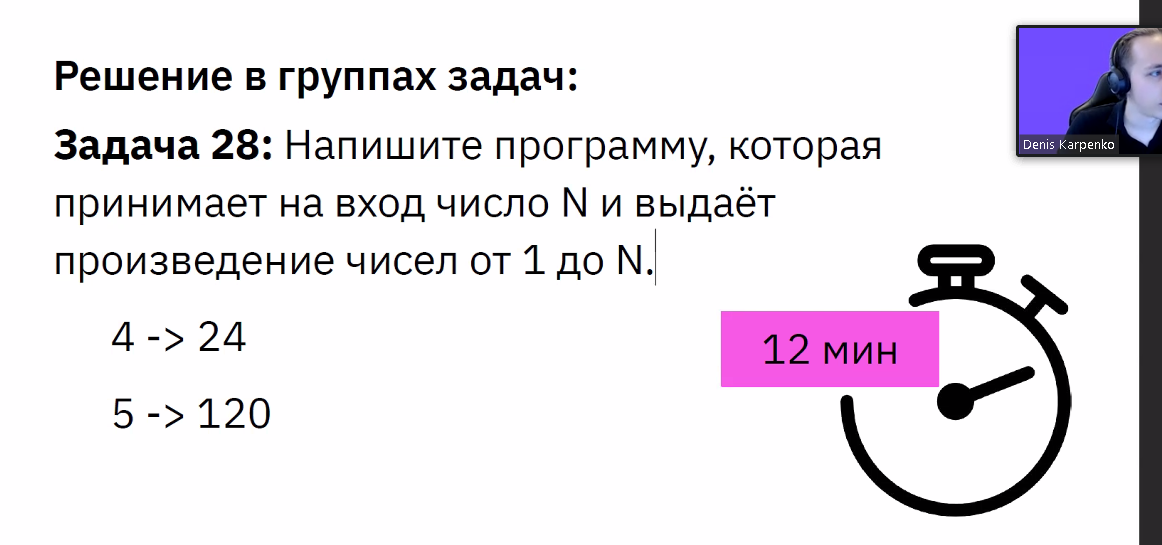 Решение в группах задач:
Задача 28: Напишите программу, которая
принимает на вход число N и выдаёт
произведение чисел от 1 до N.
4 -> 24
5 -> 120
12 мин
Denis Karpenko